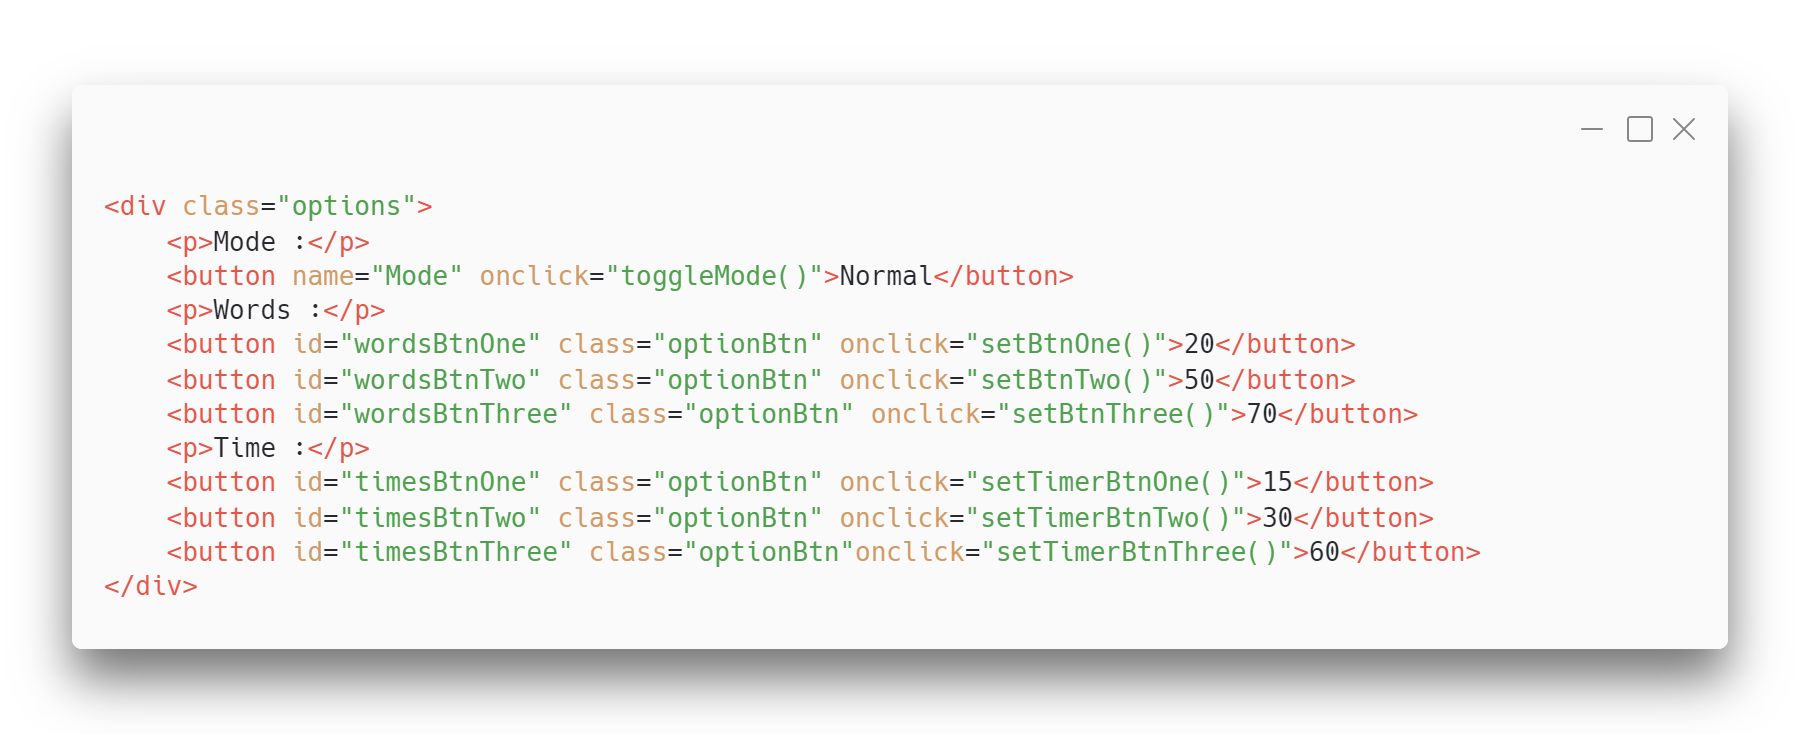 <div class="options">
    <p>Mode :</p>
    <button name="Mode" onclick="toggleMode()">Normal</button>
    <p>Words :</p>
    <button id="wordsBtnOne" class="optionBtn" onclick="setBtnOne()">20</button>
    <button id="wordsBtnTwo" class="optionBtn" onclick="setBtnTwo()">50</button>
    <button id="wordsBtnThree" class="optionBtn" onclick="setBtnThree()">70</button>
    <p>Time :</p>
    <button id="timesBtnOne" class="optionBtn" onclick="setTimerBtnOne()">15</button>
    <button id="timesBtnTwo" class="optionBtn" onclick="setTimerBtnTwo()">30</button>
    <button id="timesBtnThree" class="optionBtn"onclick="setTimerBtnThree()">60</button>
</div>